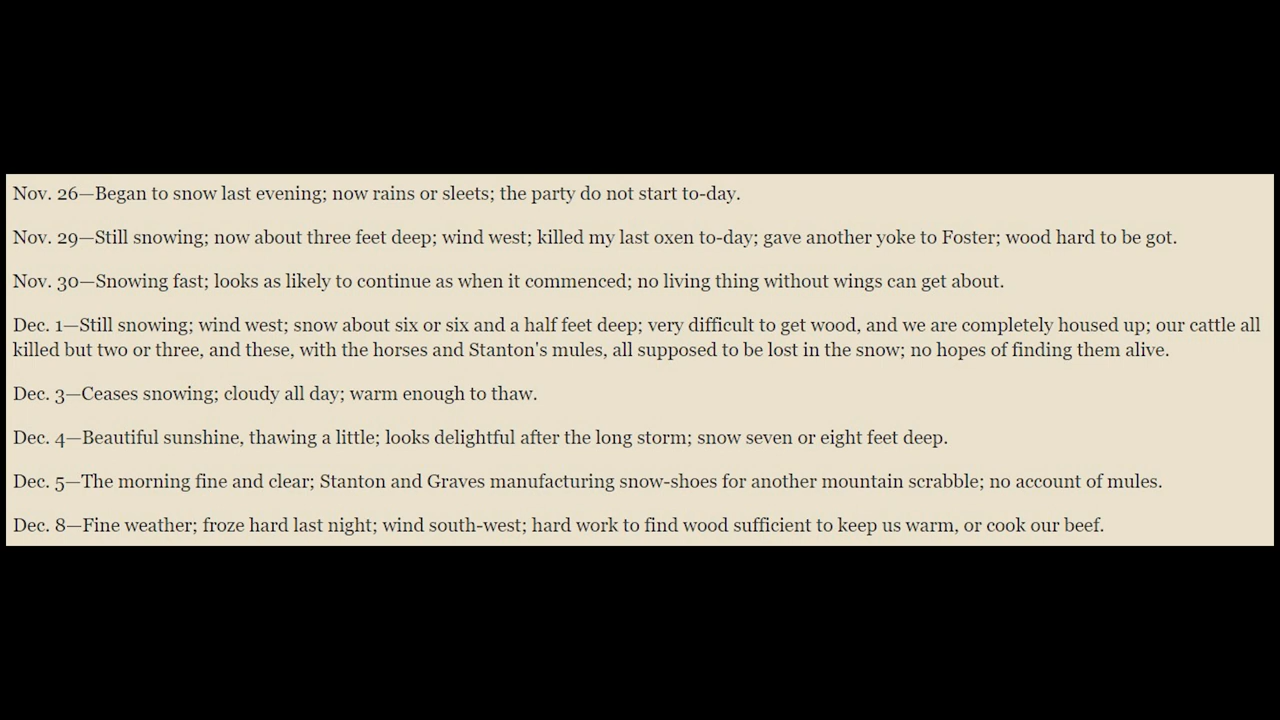 Nov. 26—Began to snow last evening; now rains or sleets; the party do not start to-day.
Nov. 29—Still snowing; now about three feet deep; wind west; killed my last oxen to-day; gave another yoke to Foster; wood hard to be got.
Nov. 30—Snowing fast; looks as likely to continue as when it commenced; no living thing without wings can get about.
Dec. 1—Still snowing; wind west; snow about six or six and a half feet deep; very difficult to get wood, and we are completely housed up; our cattle all
killed but two or three, and these, with the horses and Stanton's mules, all supposed to be lost in the snow; no hopes of finding them alive.
Dec. 3—Ceases snowing; cloudy all day; warm enough to thaw.
Dec. 4—Beautiful sunshine, thawing a little; looks delightful after the long storm; snow seven or eight feet deep.
Dec. 5—The morning fine and clear; Stanton and Graves manufacturing snow-shoes for another mountain scrabble; no account of mules.
Dec. 8—Fine weather; froze hard last night; wind south-west; hard work to find wood sufficient to keep us warm, or cook our beef.